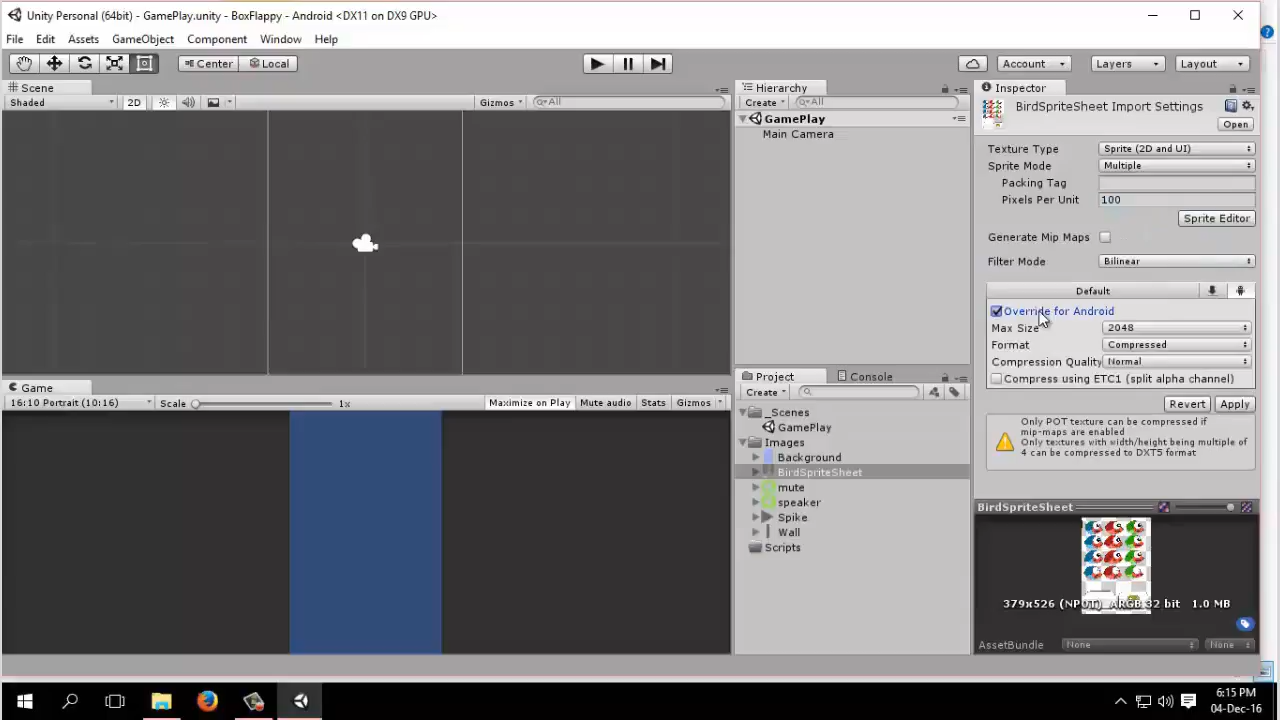 Unity Personal (64bit) - GamePlay.unity - BoxFlappy - Android <DX11 on DX9 GPU>
File Edit Assets GameObject Component Window Help
Center Local Account Layers Layout
Scene
Shaded 2D Gizmos All
Hierarchy
Create All
GamePlay
Main Camera
Inspector
BirdSpriteSheet Import Settings
Open
Texture Type Sprite (2D and UI)
Sprite Mode Multiple
Packing Tag
Pixels Per Unit 100
Sprite Editor
Generate Mip Maps
Filter Mode Bilinear
Default
Override for Android
Max Size 2048
Format Compressed
Compression Quality Normal
Compress using ETC1 (split alpha channel)
Revert Apply
Only POT texture can be compressed if
mip-maps are enabled
Only textures with width/height being multiple of
4 can be compressed to DXT5 format
Game
16:10 Portrait (10:16) Scale 1x Maximize on Play Mute audio Stats Gizmos
Project Console
Create
_Scenes
GamePlay
Images
Background
BirdSpriteSheet
mute
speaker
Spike
Wall
Scripts
BirdSpriteSheet
379x526 (NPOT) ARGB 32 bit 1.0 MB
AssetBundle None None
6:15 PM
04-Dec-16